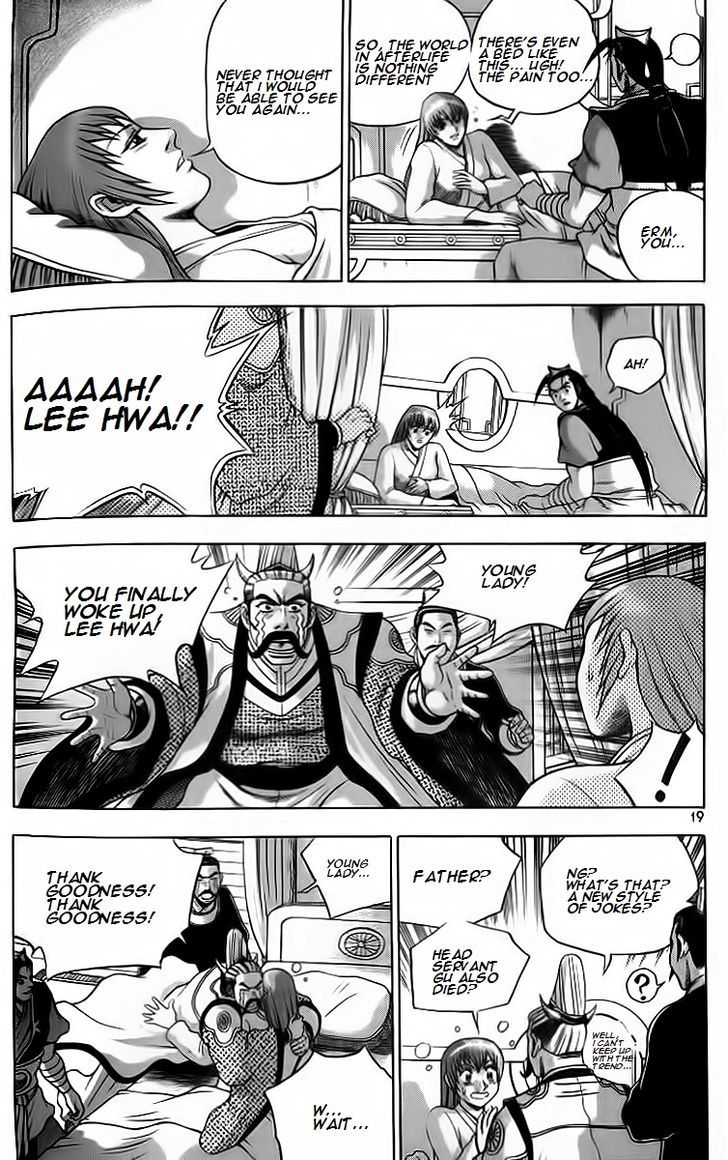 NEVER THOUGHT
THAT I WOULD
BE ABLE TO SEE
YOU AGAIN...
SO, THE WORLD
IN AFTERLIFE
IS NOTHING
DIFFERENT
THERE'S EVEN
A BED LIKE
THIS... UGH!
THE PAIN TOO...
ERM,
YOU...
AAAAH!
LEE HWA!!
AH!
YOU FINALLY
WOKE UP,
LEE HWA!
YOUNG
LADY!
!
19
THANK
GOODNESS!
THANK
GOODNESS!
YOUNG
LADY...
W...
WAIT...
FATHER?
NG?
WHAT'S THAT?
A NEW STYLE
OF JOKES?
HEAD
SERVANT
GU ALSO
DIED?
?
WELL,
I CAN'T
KEEP UP
WITH THE
TREND...